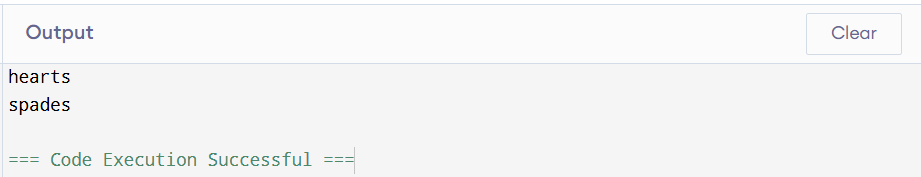 Output Clear
hearts
spades
=== Code Execution Successful ===